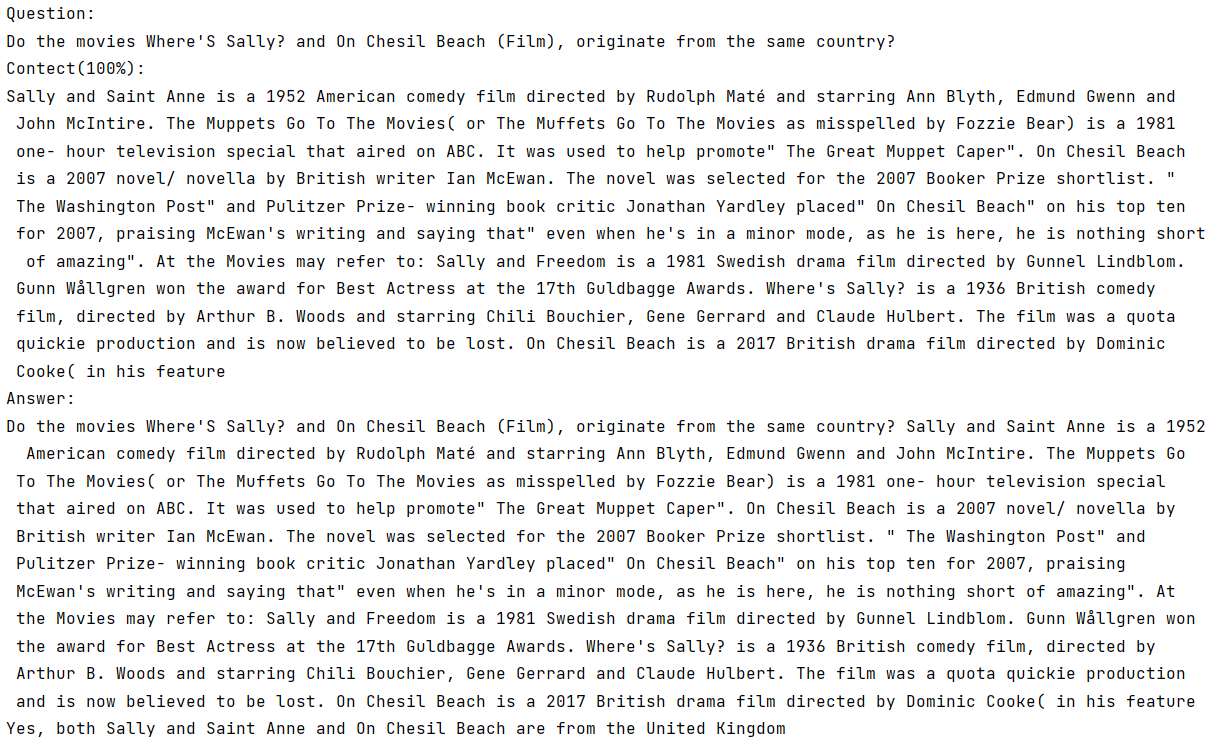 Question:
Do the movies Where'S Sally? and On Chesil Beach (Film), originate from the same country?
Contect(100%):
Sally and Saint Anne is a 1952 American comedy film directed by Rudolph Maté and starring Ann Blyth, Edmund Gwenn and
John McIntire. The Muppets Go To The Movies( or The Muffets Go To The Movies as misspelled by Fozzie Bear) is a 1981
one- hour television special that aired on ABC. It was used to help promote" The Great Muppet Caper". On Chesil Beach
is a 2007 novel/ novella by British writer Ian McEwan. The novel was selected for the 2007 Booker Prize shortlist. "
The Washington Post" and Pulitzer Prize- winning book critic Jonathan Yardley placed" On Chesil Beach" on his top ten
for 2007, praising McEwan's writing and saying that" even when he's in a minor mode, as he is here, he is nothing short
of amazing". At the Movies may refer to: Sally and Freedom is a 1981 Swedish drama film directed by Gunnel Lindblom.
Gunn Wållgren won the award for Best Actress at the 17th Guldbagge Awards. Where's Sally? is a 1936 British comedy
film, directed by Arthur B. Woods and starring Chili Bouchier, Gene Gerrard and Claude Hulbert. The film was a quota
quickie production and is now believed to be lost. On Chesil Beach is a 2017 British drama film directed by Dominic
Cooke( in his feature
Answer:
Do the movies Where'S Sally? and On Chesil Beach (Film), originate from the same country? Sally and Saint Anne is a 1952
American comedy film directed by Rudolph Maté and starring Ann Blyth, Edmund Gwenn and John McIntire. The Muppets Go
To The Movies( or The Muffets Go To The Movies as misspelled by Fozzie Bear) is a 1981 one- hour television special
that aired on ABC. It was used to help promote" The Great Muppet Caper". On Chesil Beach is a 2007 novel/ novella by
British writer Ian McEwan. The novel was selected for the 2007 Booker Prize shortlist. " The Washington Post" and
Pulitzer Prize- winning book critic Jonathan Yardley placed" On Chesil Beach" on his top ten for 2007, praising
McEwan's writing and saying that" even when he's in a minor mode, as he is here, he is nothing short of amazing". At
the Movies may refer to: Sally and Freedom is a 1981 Swedish drama film directed by Gunnel Lindblom. Gunn Wållgren won
the award for Best Actress at the 17th Guldbagge Awards. Where's Sally? is a 1936 British comedy film, directed by
Arthur B. Woods and starring Chili Bouchier, Gene Gerrard and Claude Hulbert. The film was a quota quickie production
and is now believed to be lost. On Chesil Beach is a 2017 British drama film directed by Dominic Cooke( in his feature
Yes, both Sally and Saint Anne and On Chesil Beach are from the United Kingdom